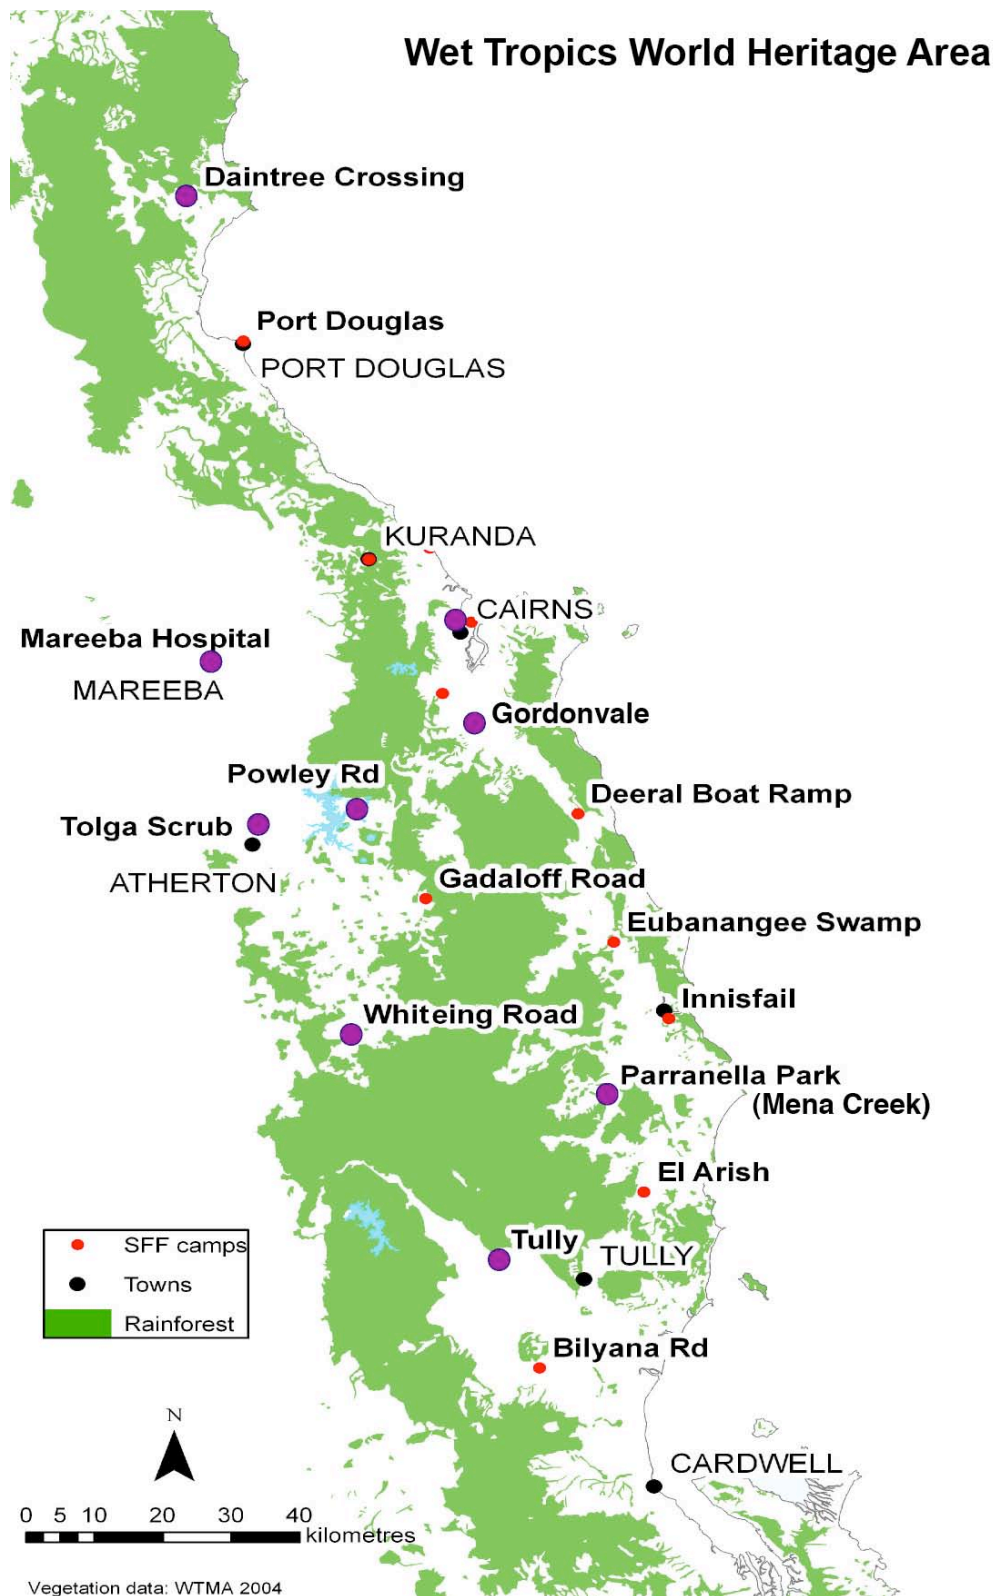 Wet Tropics World Heritage Area
Daintree Crossing
Port Douglas
PORT DOUGLAS
KURANDA
CAIRNS
Mareeba Hospital
MAREEBA
Gordonvale
Powley Rd
Deeral Boat Ramp
Tolga Scrub
ATHERTON
Gadaloff Road
Eubanangee Swamp
Innisfail
Whiteing Road
Parranella Park
(Mena Creek)
El Arish
Tully
TULLY
SFF camps
Towns
Rainforest
Bilyana Rd
N
CARDWELL
0 5 10 20 30 40
kilometres
Vegetation data: WTMA 2004